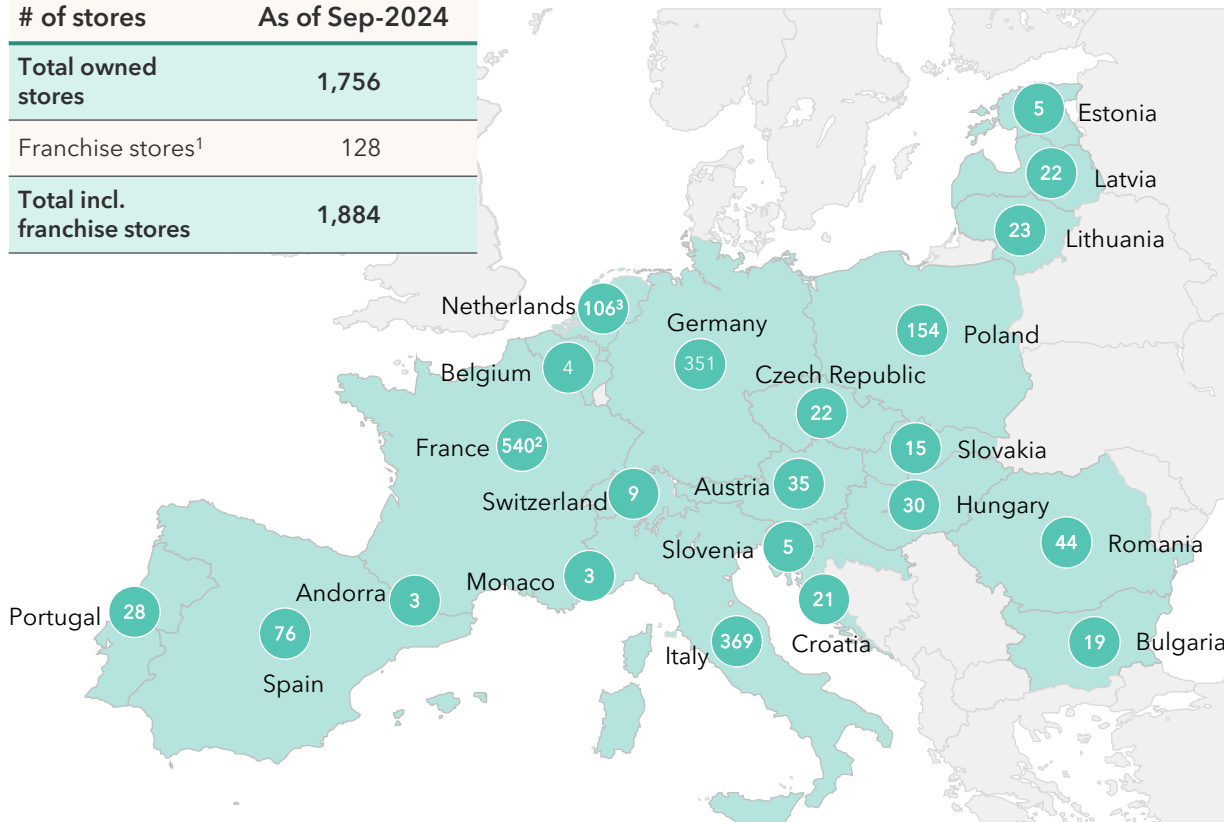 # of stores As of Sep-2024
Total owned
stores
1,756
Franchise stores¹ 128
Total incl.
franchise stores
1,884
5
Estonia
22
Latvia
23
Lithuania
Netherlands
106³
Germany
351
154
Poland
Belgium
4
Czech Republic
22
France
540²
15
Slovakia
Switzerland
9
Austria
35
30
Hungary
Slovenia
5
44
Romania
Monaco
3
Andorra
3
21
Croatia
Portugal
28
76
Spain
Italy
369
19
Bulgaria